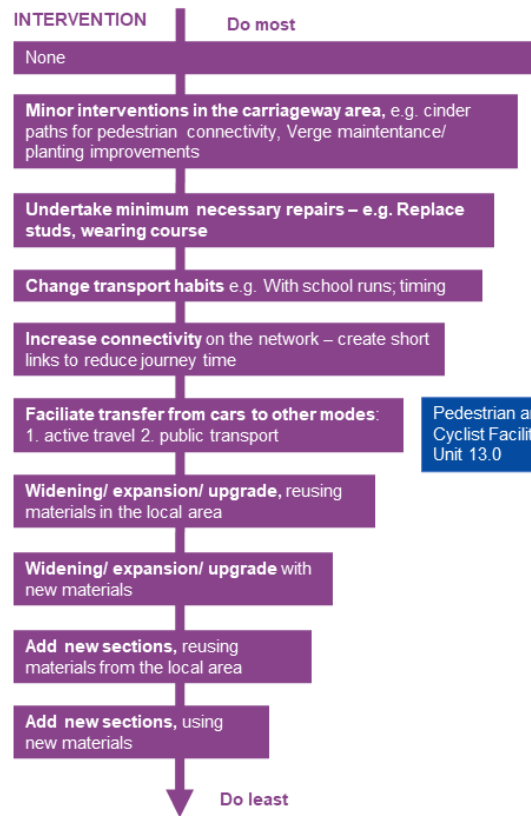 INTERVENTION
Do most
None
Minor interventions in the carriageway area, e.g. cinder
paths for pedestrian connectivity, Verge maintentance/
planting improvements
Undertake minimum necessary repairs – e.g. Replace
studs, wearing course
Change transport habits e.g. With school runs; timing
Increase connectivity on the network – create short
links to reduce journey time
Faciliate transfer from cars to other modes:
1. active travel 2. public transport
Pedestrian
Cyclist
Unit 13.0
Widening/ expansion/ upgrade, reusing
materials in the local area
Widening/ expansion/ upgrade with
new materials
Add new sections, reusing
materials from the local area
Add new sections, using
new materials
Do least